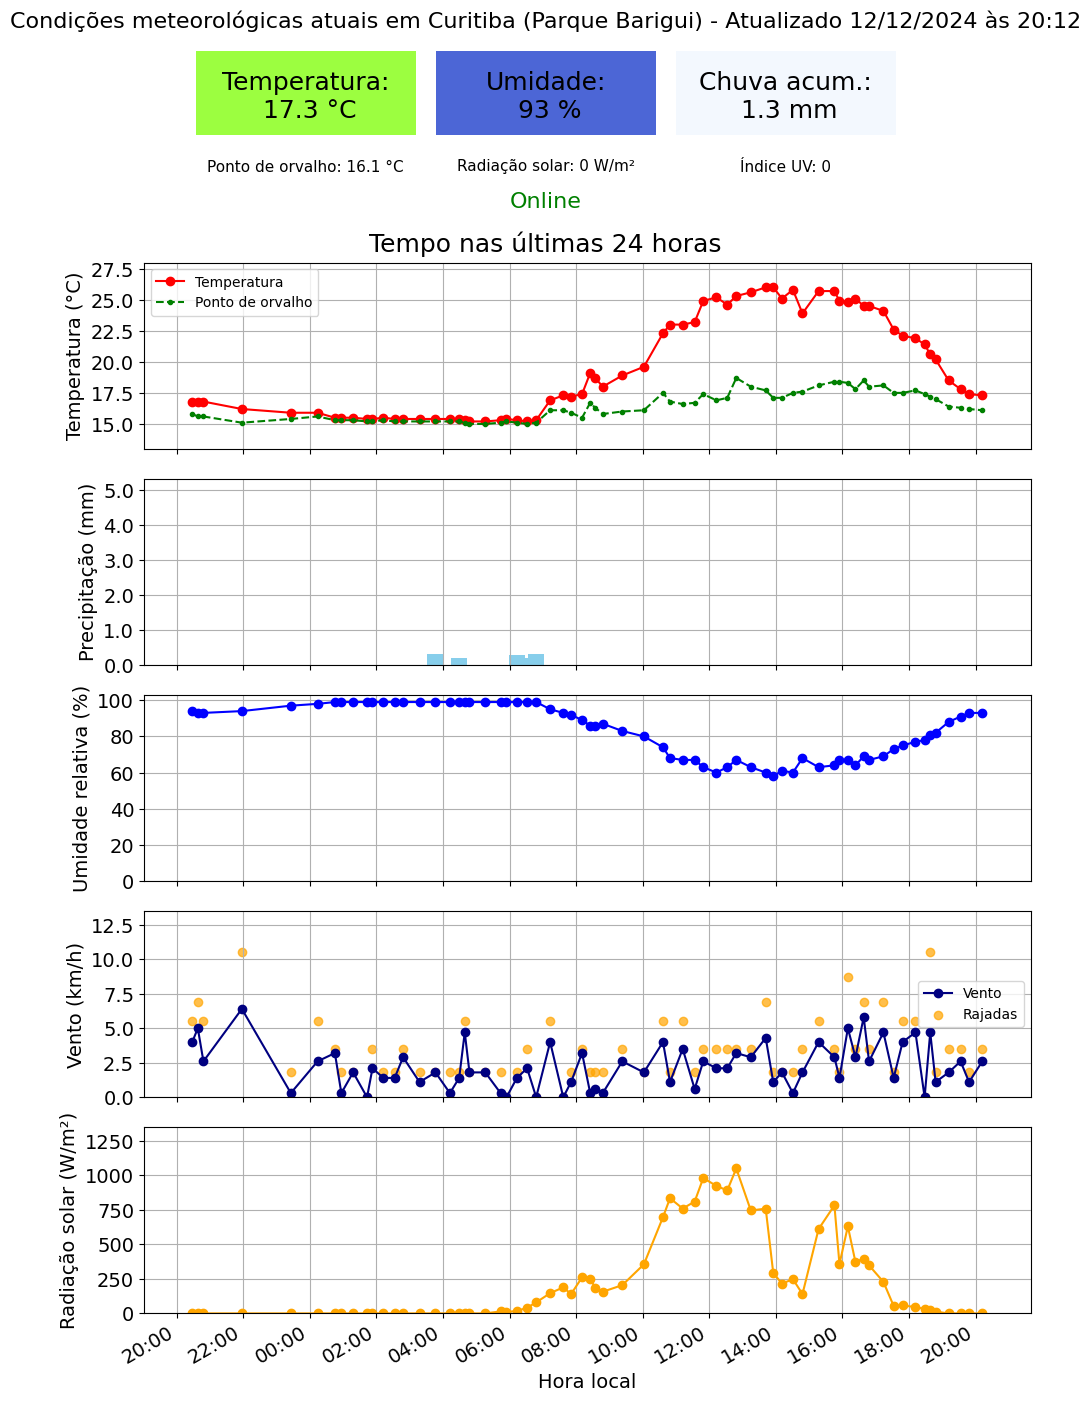 Condições meteorológicas atuais em Curitiba (Parque Barigui) - Atualizado 12/12/2024 às 20:12
Temperatura:
17.3 °C
Umidade:
93 %
Chuva acum.:
1.3 mm
Ponto de orvalho: 16.1 °C
Radiação solar: 0 W/m²
Índice UV: 0
Online
Tempo nas últimas 24 horas
Temperatura (°C)
27.5
25.0
22.5
20.0
17.5
15.0
Temperatura
Ponto de orvalho
Precipitação (mm)
5.0
4.0
3.0
2.0
1.0
0.0
Umidade relativa (%)
100
80
60
40
20
0
Vento (km/h)
12.5
10.0
7.5
5.0
2.5
0.0
Vento
Rajadas
Radiação solar (W/m²)
1250
1000
750
500
250
0
20:00
22:00
00:00
02:00
04:00
06:00
08:00
10:00
12:00
14:00
16:00
18:00
20:00
Hora local